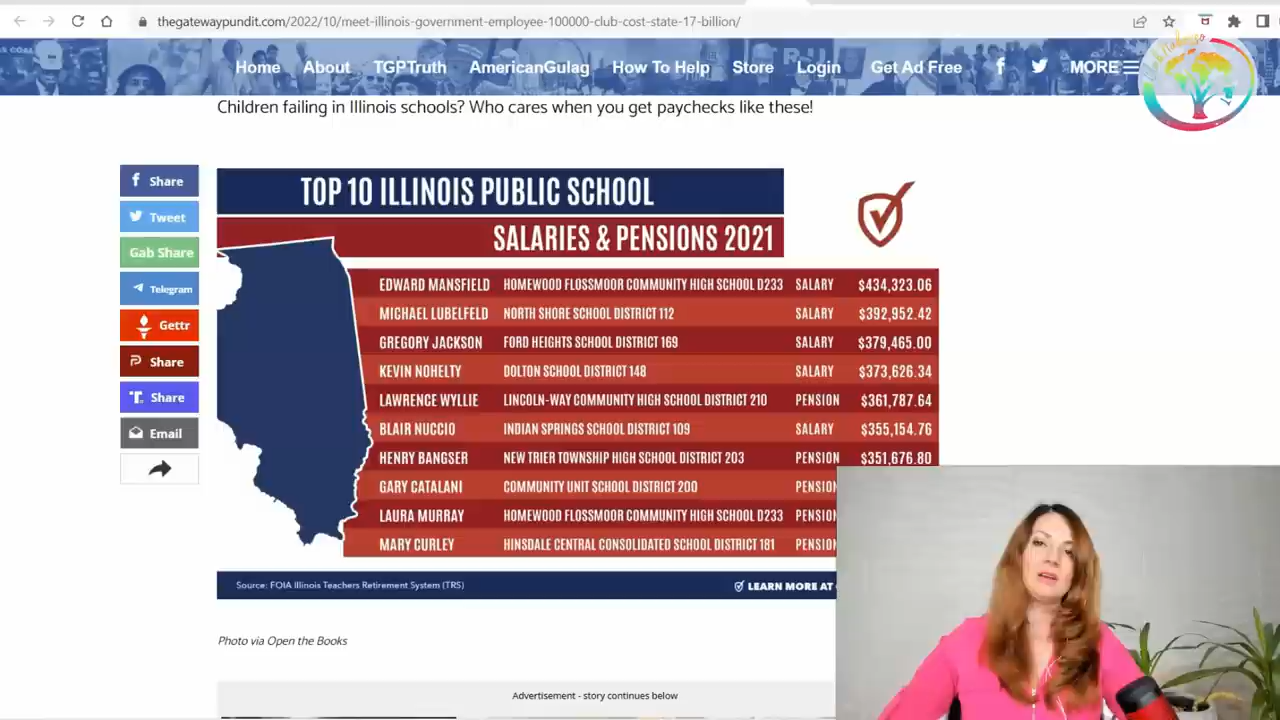 thegatewaypundit.com/2022/10/meet-illinois-government-employee-100000-club-cost-state-17-billion/
Home About TGPTruth AmericanGulag How To Help Store Login Get Ad Free MORE
Children failing in Illinois schools? Who cares when you get paychecks like these!
Share
Tweet
Gab Share
Telegram
Gettr
Share
Share
Email
TOP 10 ILLINOIS PUBLIC SCHOOL
SALARIES & PENSIONS 2021
EDWARD MANSFIELD HOMEWOOD FLOSSMOOR COMMUNITY HIGH SCHOOL D233 SALARY $434,323.06
MICHAEL LUBELFELD NORTH SHORE SCHOOL DISTRICT 112 SALARY $392,952.42
GREGORY JACKSON FORD HEIGHTS SCHOOL DISTRICT 169 SALARY $379,465.00
KEVIN NOHELTY DOLTON SCHOOL DISTRICT 148 SALARY $373,626.34
LAWRENCE WYLLIE LINCOLN-WAY COMMUNITY HIGH SCHOOL DISTRICT 210 PENSION $361,787.64
BLAIR NUCCIO INDIAN SPRINGS SCHOOL DISTRICT 109 SALARY $355,154.76
HENRY BANGSER NEW TRIER TOWNSHIP HIGH SCHOOL DISTRICT 203 PENSION $351,676.80
GARY CATALANI COMMUNITY UNIT SCHOOL DISTRICT 200 PENSION
LAURA MURRAY HOMEWOOD FLOSSMOOR COMMUNITY HIGH SCHOOL D233 PENSION
MARY CURLEY HINSDALE CENTRAL CONSOLIDATED SCHOOL DISTRICT 181 PENSION
Source: FOIA Illinois Teachers Retirement System (TRS)
LEARN MORE AT
Photo via Open the Books
Advertisement - story continues below